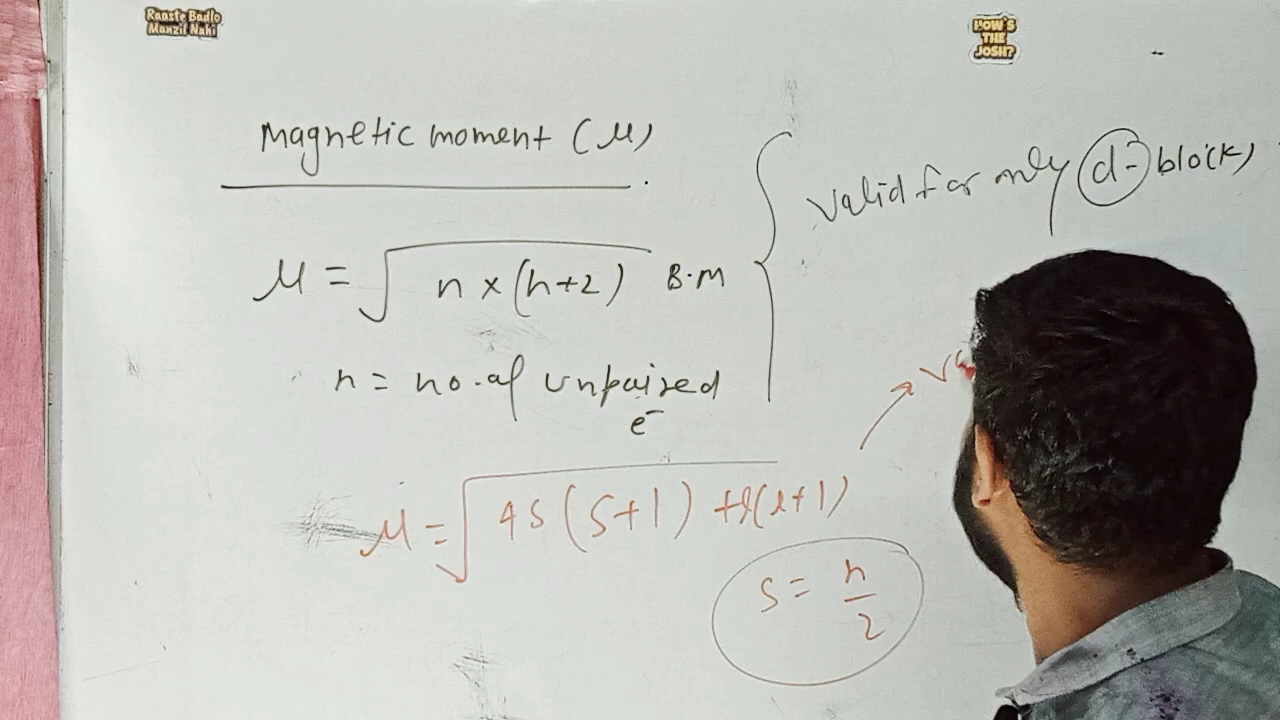 Raaste Badlo
Manzil Nahi
HOW'S
THE
JOSH?
Magnetic moment (μ)
μ = √n×(n+2) B.M
n = no. of unpaired
e⁻
valid for only d-block,
μ = √4s(s+1) +l(l+1)
s = n/2